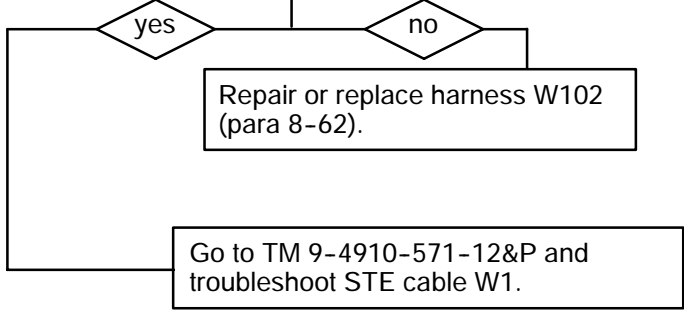 yes
no
Repair or replace harness W102
(para 8-62).
Go to TM 9-4910-571-12&P and
troubleshoot STE cable W1.